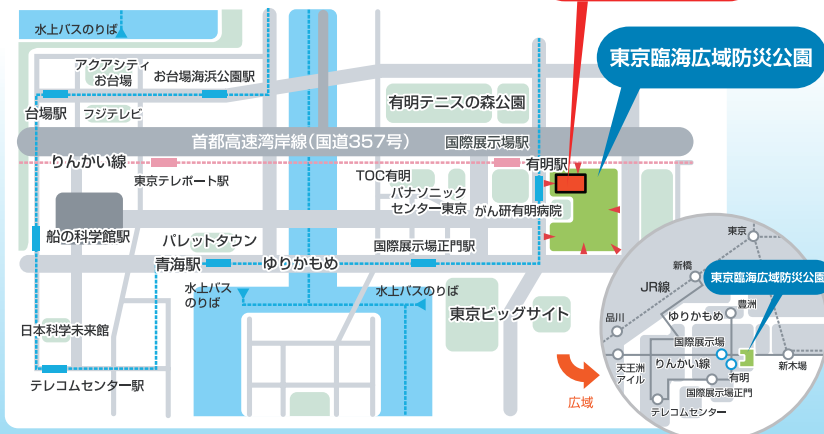 水上バスのりば
アクアシティ
お台場
お台場海浜公園駅
台場駅
フジテレビ
東京臨海広域防災公園
有明テニスの森公園
首都高速湾岸線(国道357号)
国際展示場駅
りんかい線
東京テレポート駅
TOC有明
有明駅
パナソニック
センター東京
がん研有明病院
船の科学館駅
パレットタウン
国際展示場正門駅
青海駅
ゆりかもめ
水上バス
のりば
水上バスのりば
東京ビッグサイト
日本科学未来館
テレコムセンター駅
広域
東京
新橋
JR線
東京臨海広域防災公園
豊洲
ゆりかもめ
品川
国際展示場
りんかい線
天王洲
アイル
有明
新木場
国際展示場正門
テレコムセンター